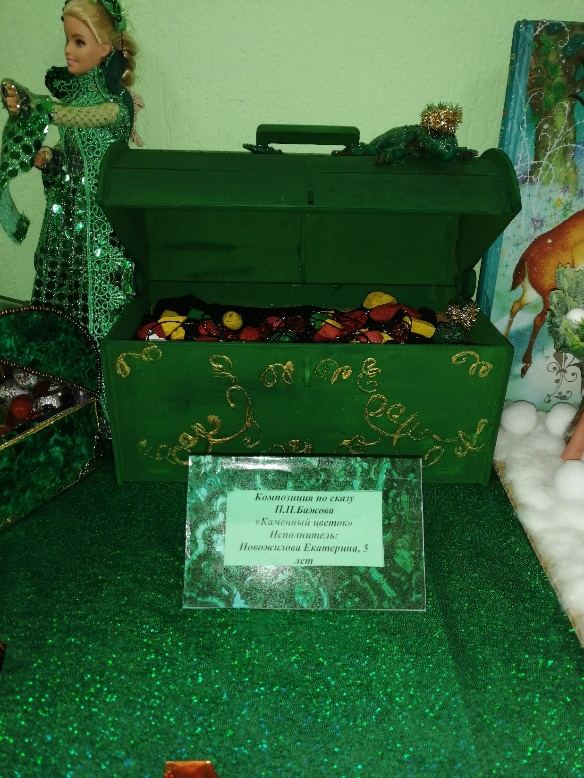 Композиция по сказу
П.П.Бажова
«Каменный цветок»
Исполнитель:
Новожилова Екатерина, 5
лет